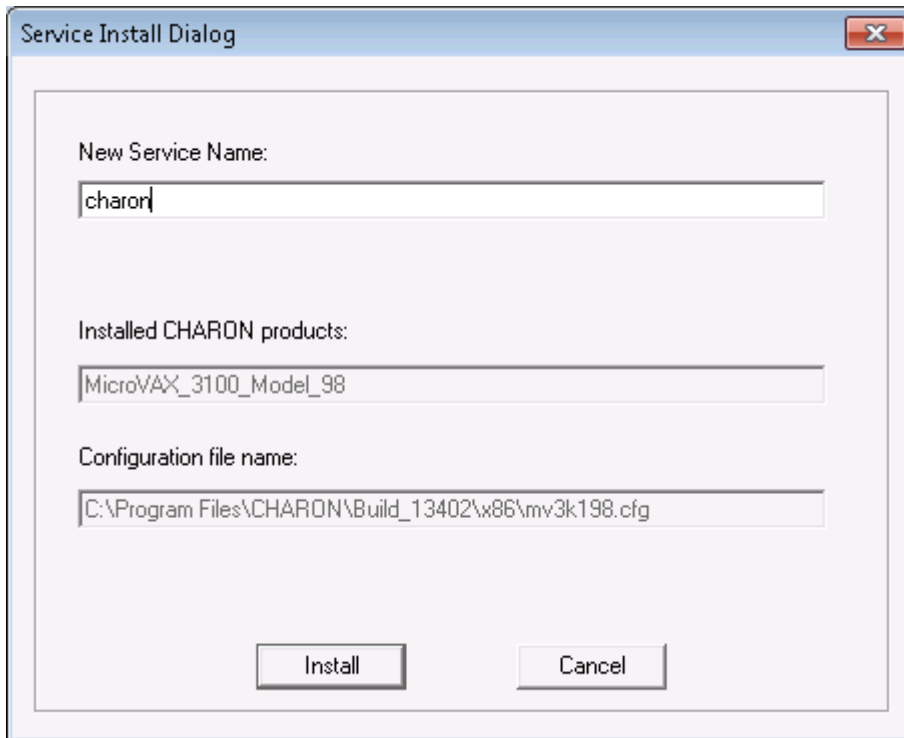 Service Install Dialog
New Service Name:
charon
Installed CHARON products:
MicroVAX_3100_Model_98
Configuration file name:
C:\Program Files\CHARON\Build_13402\x86\mv3k198.cfg
Install Cancel